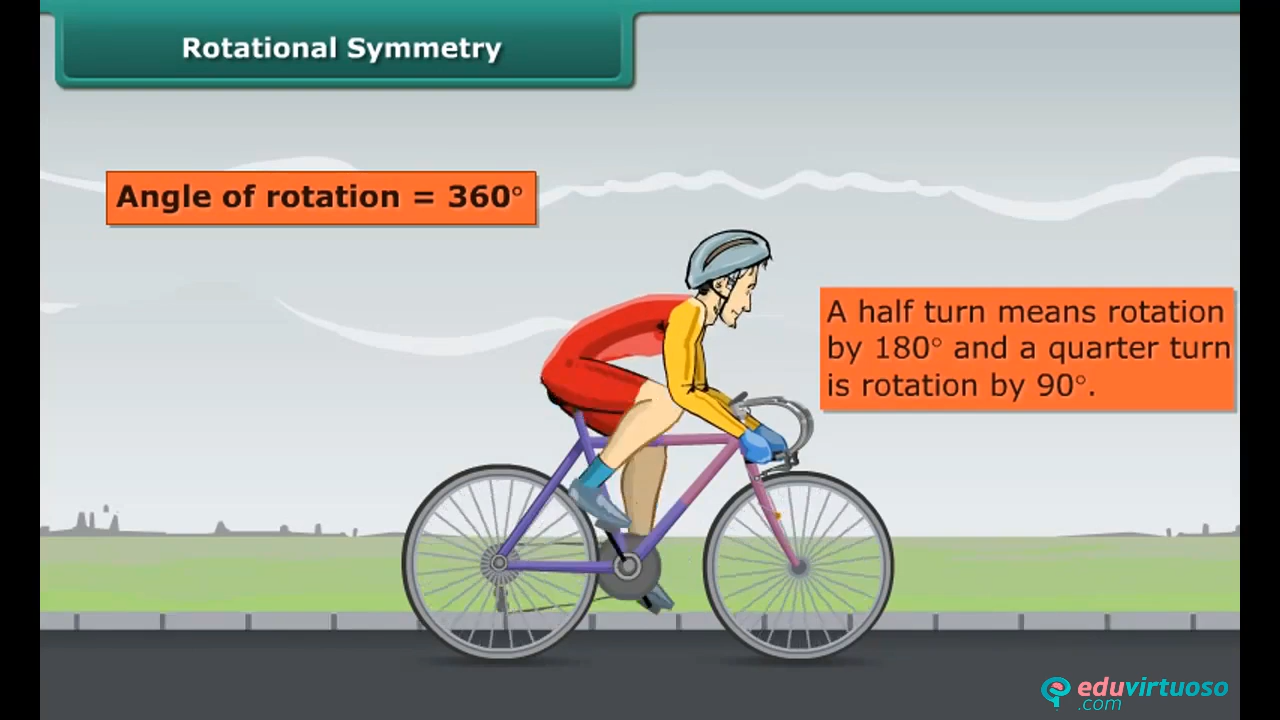 Rotational Symmetry
Angle of rotation = 360°
A half turn means rotation
by 180° and a quarter turn
is rotation by 90°.
eduvirtuoso
.com